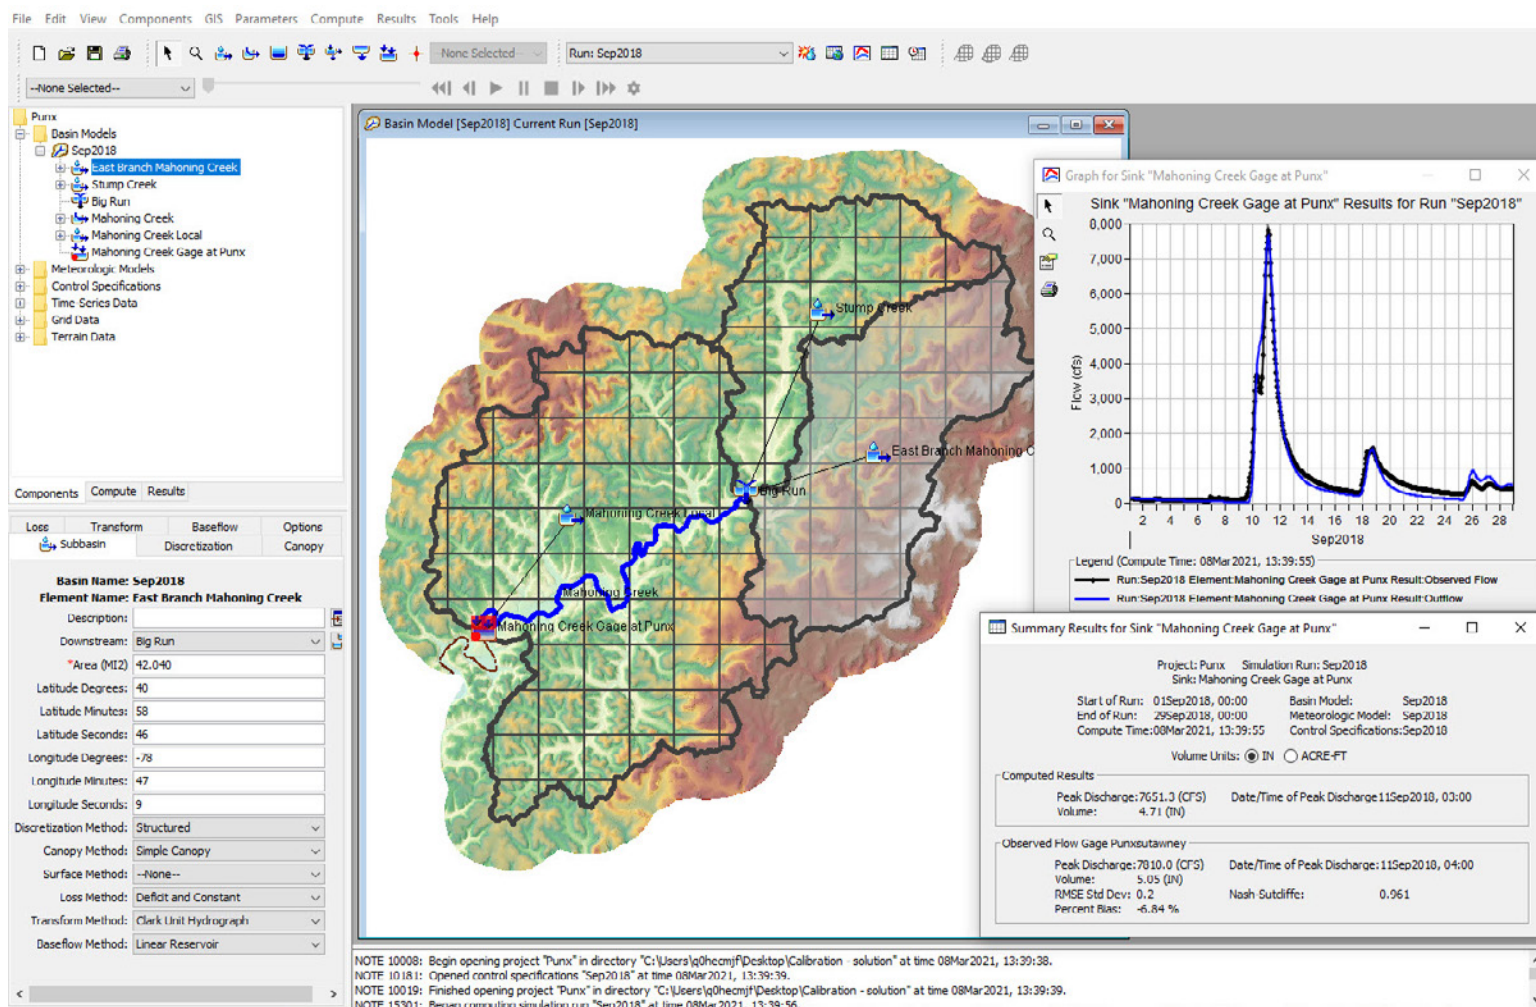 File Edit View Components GIS Parameters Compute Results Tools Help
--None Selected--
Run: Sep2018
--None Selected--
Punx
Basin Models
Sep2018
East Branch Mahoning Creek
Stump Creek
Big Run
Mahoning Creek
Mahoning Creek Local
Mahoning Creek Gage at Punx
Meteorologic Models
Control Specifications
Time-Series Data
Grid Data
Terrain Data
Components Compute Results
Loss Transform Baseflow Options
Subbasin Discretization Canopy
Basin Name: Sep2018
Element Name: East Branch Mahoning Creek
Description:
Downstream: Big Run
*Area (MI2) 42.040
Latitude Degrees: 40
Latitude Minutes: 58
Latitude Seconds: 46
Longitude Degrees: -78
Longitude Minutes: 47
Longitude Seconds: 9
Discretization Method: Structured
Canopy Method: Simple Canopy
Surface Method: --None--
Loss Method: Deficit and Constant
Transform Method: Clark Unit Hydrograph
Baseflow Method: Linear Reservoir
Basin Model [Sep2018] Current Run [Sep2018]
Stump Creek
East Branch Mahoning C
Big Run
Mahoning Creek Local
Mahoning Creek
Mahoning Creek Gage at Punx
Graph for Sink "Mahoning Creek Gage at Punx"
Sink "Mahoning Creek Gage at Punx" Results for Run "Sep2018"
8,000
7,000
6,000
5,000
4,000
3,000
2,000
1,000
0
Flow (cfs)
2 4 6 8 10 12 14 16 18 20 22 24 26 28
Sep2018
Legend (Compute Time: 08Mar2021, 13:39:55)
Run:Sep2018 Element:Mahoning Creek Gage at Punx Result:Observed Flow
Run:Sep2018 Element:Mahoning Creek Gage at Punx Result:Outflow
Summary Results for Sink "Mahoning Creek Gage at Punx"
Project: Punx Simulation Run: Sep2018
Sink: Mahoning Creek Gage at Punx
Start of Run: 01Sep2018, 00:00 Basin Model: Sep2018
End of Run: 29Sep2018, 00:00 Meteorologic Model: Sep2018
Compute Time:08Mar2021, 13:39:55 Control Specifications:Sep2018
Volume Units: IN ACRE-FT
Computed Results
Peak Discharge:7651.3 (CFS) Date/Time of Peak Discharge11Sep2018, 03:00
Volume: 4.71 (IN)
Observed Flow Gage Punxsutawney
Peak Discharge:7810.0 (CFS) Date/Time of Peak Discharge:11Sep2018, 04:00
Volume: 5.05 (IN)
RMSE Std Dev: 0.2 Nash-Sutcliffe: 0.961
Percent Bias: -6.84 %
NOTE 10008: Begin opening project "Punx" in directory "C:\Users\q0hecmjf\Desktop\Calibration - solution" at time 08Mar2021, 13:39:38.
NOTE 10181: Opened control specifications "Sep2018" at time 08Mar2021, 13:39:39.
NOTE 10019: Finished opening project "Punx" in directory "C:\Users\q0hecmjf\Desktop\Calibration - solution" at time 08Mar2021, 13:39:39.
NOTE 15301: Began computing simulation run "Sep2018" at time 08Mar2021, 13:39:56.